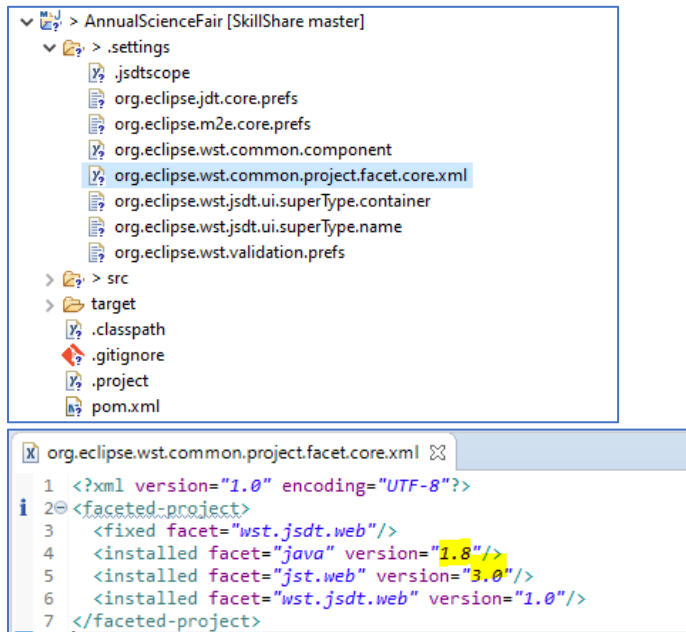 > AnnualScienceFair [SkillShare master]
> .settings
.jsdtscope
org.eclipse.jdt.core.prefs
org.eclipse.m2e.core.prefs
org.eclipse.wst.common.component
org.eclipse.wst.common.project.facet.core.xml
org.eclipse.wst.jsdt.ui.superType.container
org.eclipse.wst.jsdt.ui.superType.name
org.eclipse.wst.validation.prefs
> src
target
.classpath
.gitignore
.project
pom.xml
org.eclipse.wst.common.project.facet.core.xml
1 <?xml version="1.0" encoding="UTF-8"?>
2 <faceted-project>
3 <fixed facet="wst.jsdt.web"/>
4 <installed facet="java" version="1.8"/>
5 <installed facet="jst.web" version="3.0"/>
6 <installed facet="wst.jsdt.web" version="1.0"/>
7 </faceted-project>